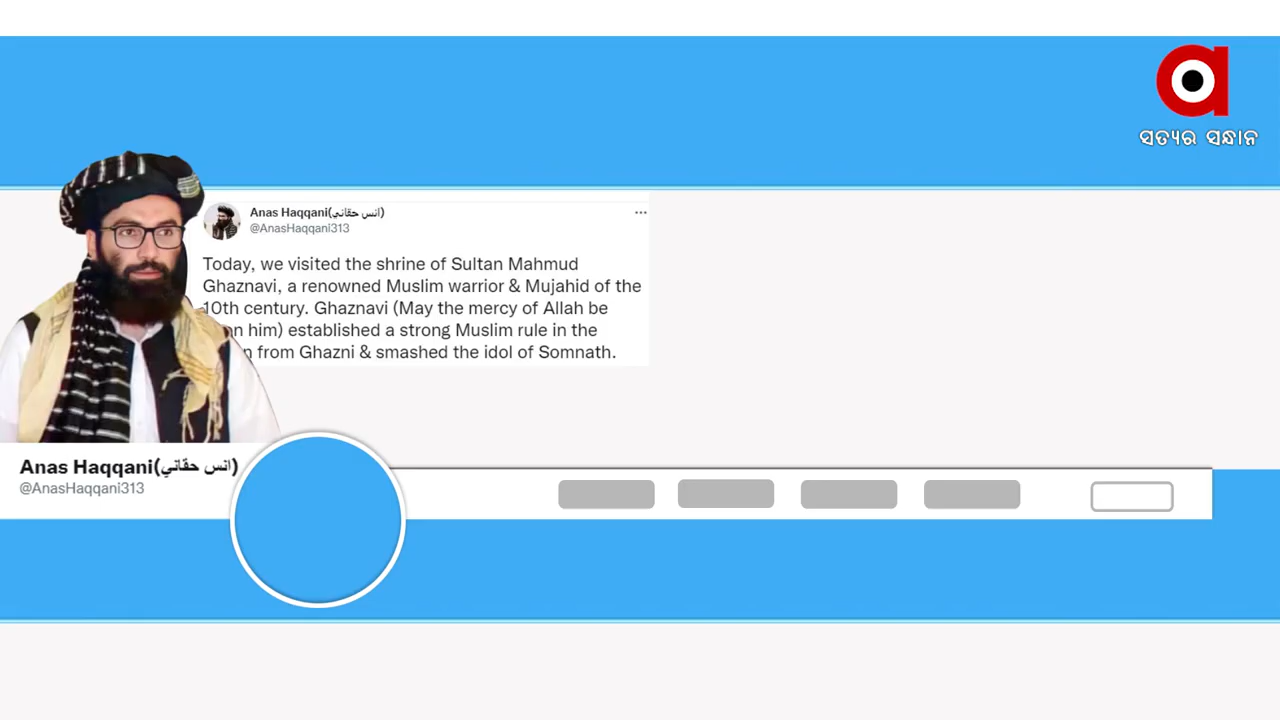 ସତ୍ୟର ସନ୍ଧାନ
Anas Haqqani(انس حقاني)
@AnasHaqqani313
Today, we visited the shrine of Sultan Mahmud
Ghaznavi, a renowned Muslim warrior & Mujahid of the
10th century. Ghaznavi (May the mercy of Allah be
him) established a strong Muslim rule in the
from Ghazni & smashed the idol of Somnath.
Anas Haqqani(انس حقاني)
@AnasHaqqani313